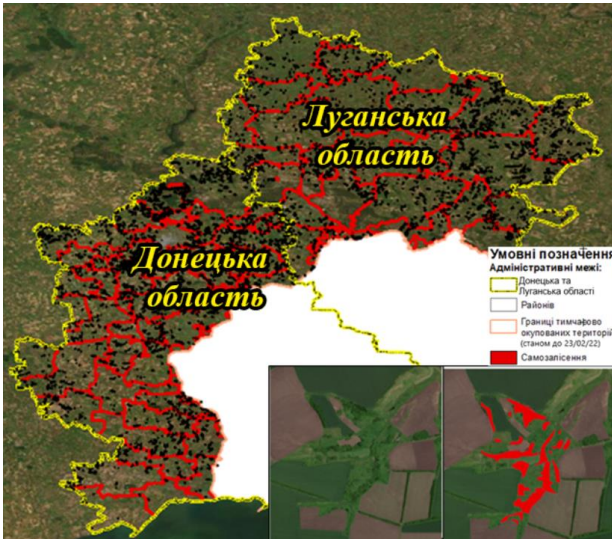 Луганська
область
Донецька
область
Умовні позначення
Адміністративні межі:
Донецька та
Луганська області
Районів
Границі тимчасово
окупованих територій
(станом до 23/02/22)
Самозалісення